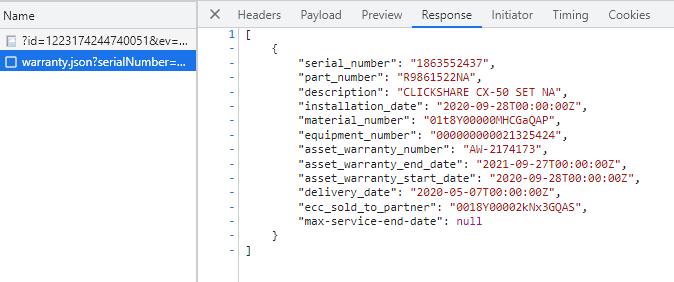 Name
?id=1223174244740051&ev=...
warranty.json?serialNumber=...
Headers Payload Preview Response Initiator Timing Cookies
1 [
- {
- "serial_number": "1863552437",
- "part_number": "R9861522NA",
- "description": "CLICKSHARE CX-50 SET NA",
- "installation_date": "2020-09-28T00:00:00Z",
- "material_number": "01t8Y00000MHCGaQAP",
- "equipment_number": "000000000021325424",
- "asset_warranty_number": "AW-2174173",
- "asset_warranty_end_date": "2021-09-27T00:00:00Z",
- "asset_warranty_start_date": "2020-09-28T00:00:00Z",
- "delivery_date": "2020-05-07T00:00:00Z",
- "ecc_sold_to_partner": "0018Y00002kNx3GQAS",
- "max-service-end-date": null
- }
- ]